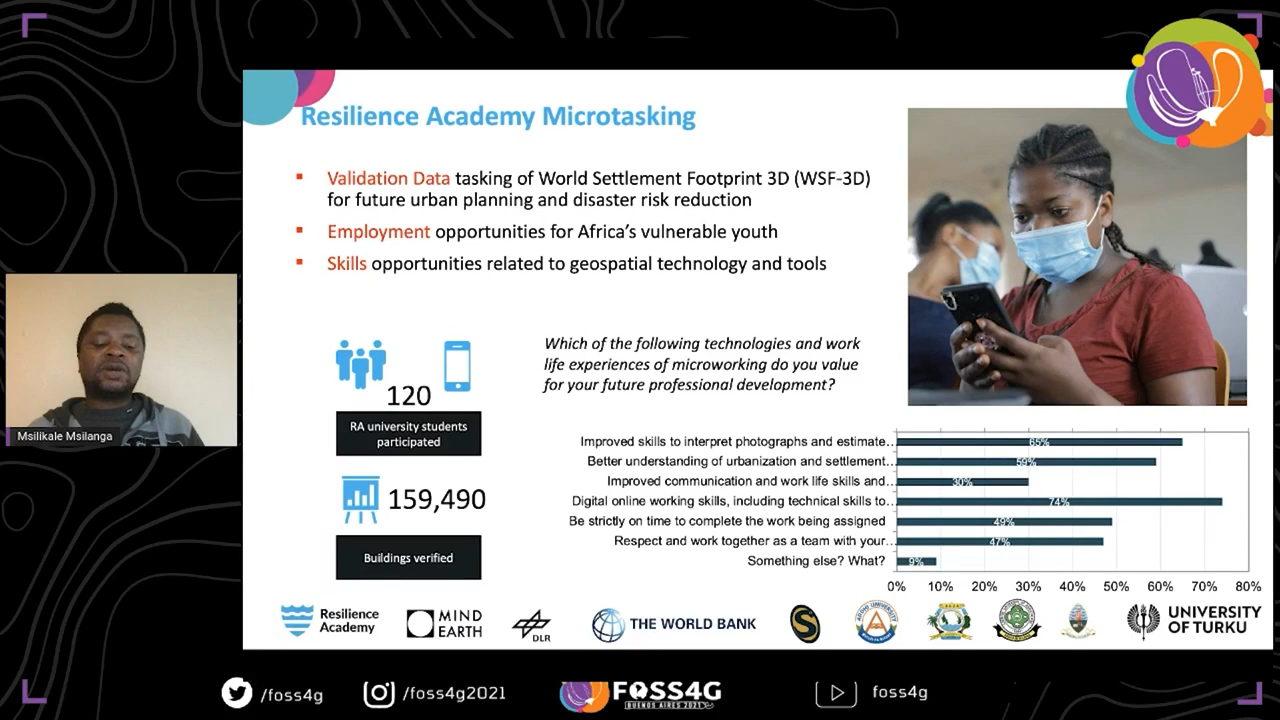 Resilience Academy Microtasking
▪ Validation Data tasking of World Settlement Footprint 3D (WSF-3D)
for future urban planning and disaster risk reduction
▪ Employment opportunities for Africa's vulnerable youth
▪ Skills opportunities related to geospatial technology and tools
Msilikale Msilanga
120
RA university students
participated
159,490
Buildings verified
Which of the following technologies and work
life experiences of microworking do you value
for your future professional development?
Improved skills to interpret photographs and estimate… 65%
Better understanding of urbanization and settlement… 59%
Improved communication and work life skills and… 30%
Digital online working skills, including technical skills to… 74%
Be strictly on time to complete the work being assigned 49%
Respect and work together as a team with your… 47%
Something else? What? 9%
0% 10% 20% 30% 40% 50% 60% 70% 80%
Resilience
Academy
MIND
EARTH
DLR
THE WORLD BANK
UNIVERSITY
OF TURKU
/foss4g
/foss4g2021
FOSS4G
BUENOS AIRES 2021
foss4g